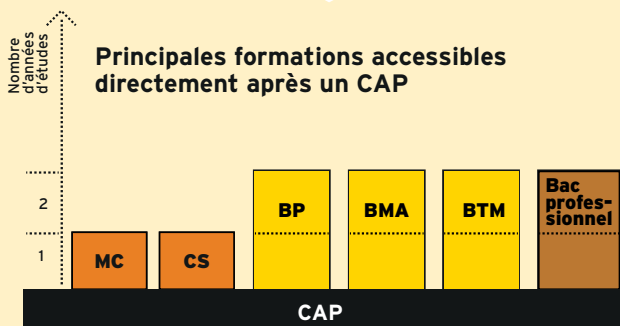 Nombre
d'années
d'études
Principales formations accessibles
directement après un CAP
2
1
MC
CS
BP
BMA
BTM
Bac
profes-
sionnel
CAP